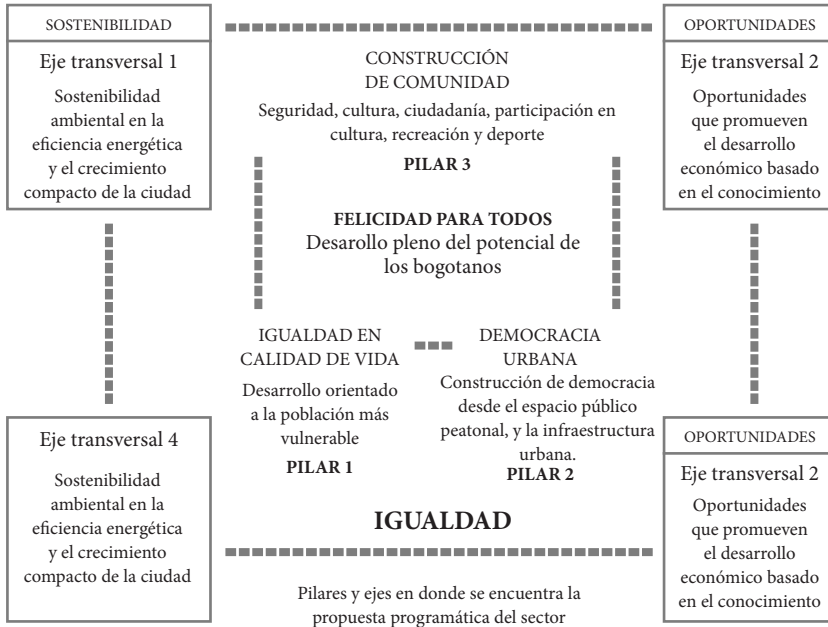 SOSTENIBILIDAD
Eje transversal 1
Sostenibilidad
ambiental en la
eficiencia energética
y el crecimiento
compacto de la ciudad
CONSTRUCCIÓN
DE COMUNIDAD
Seguridad, cultura, ciudadanía, participación en
cultura, recreación y deporte
PILAR 3
OPORTUNIDADES
Eje transversal 2
Oportunidades
que promueven
el desarrollo
económico basado
en el conocimiento
FELICIDAD PARA TODOS
Desarollo pleno del potencial de
los bogotanos
IGUALDAD EN
CALIDAD DE VIDA
Desarrollo orientado
a la población más
vulnerable
PILAR 1
DEMOCRACIA
URBANA
Construcción de democracia
desde el espacio público
peatonal, y la infraestructura
urbana.
PILAR 2
Eje transversal 4
Sostenibilidad
ambiental en la
eficiencia energética
y el crecimiento
compacto de la ciudad
IGUALDAD
OPORTUNIDADES
Eje transversal 2
Oportunidades
que promueven
el desarrollo
económico basado
en el conocimiento
Pilares y ejes en donde se encuentra la
propuesta programática del sector